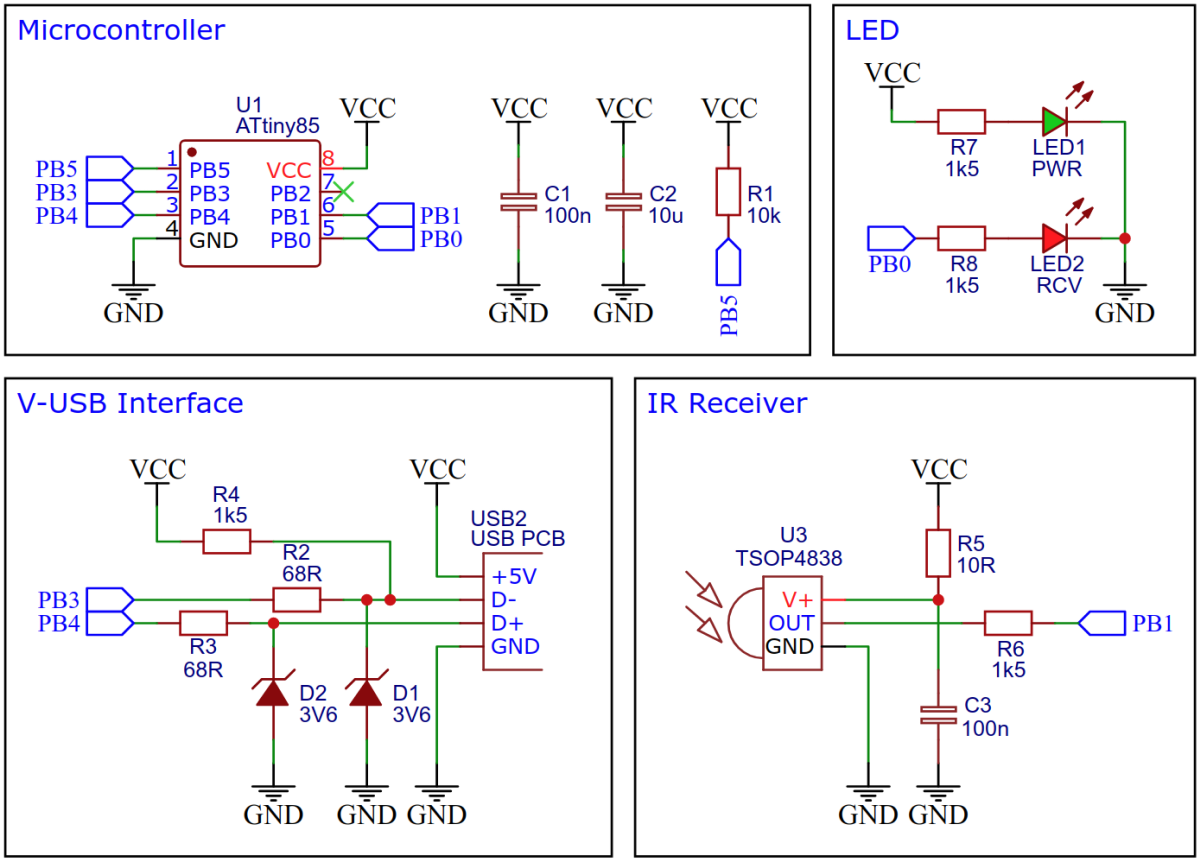 Microcontroller
U1
ATtiny85
VCC
PB5
PB3
PB4
1
2
3
4
PB5
PB3
PB4
GND
VCC
PB2
PB1
PB0
8
7
6
5
PB1
PB0
GND
VCC
C1
100n
GND
VCC
C2
10u
GND
VCC
R1
10k
PB5
LED
VCC
R7
1k5
LED1
PWR
PB0
R8
1k5
LED2
RCV
GND
V-USB Interface
VCC
R4
1k5
R2
68R
PB3
PB4
R3
68R
D2
3V6
D1
3V6
VCC
USB2
USB PCB
+5V
D-
D+
GND
GND
GND
GND
IR Receiver
U3
TSOP4838
V+
OUT
GND
VCC
R5
10R
R6
1k5
PB1
C3
100n
GND
GND